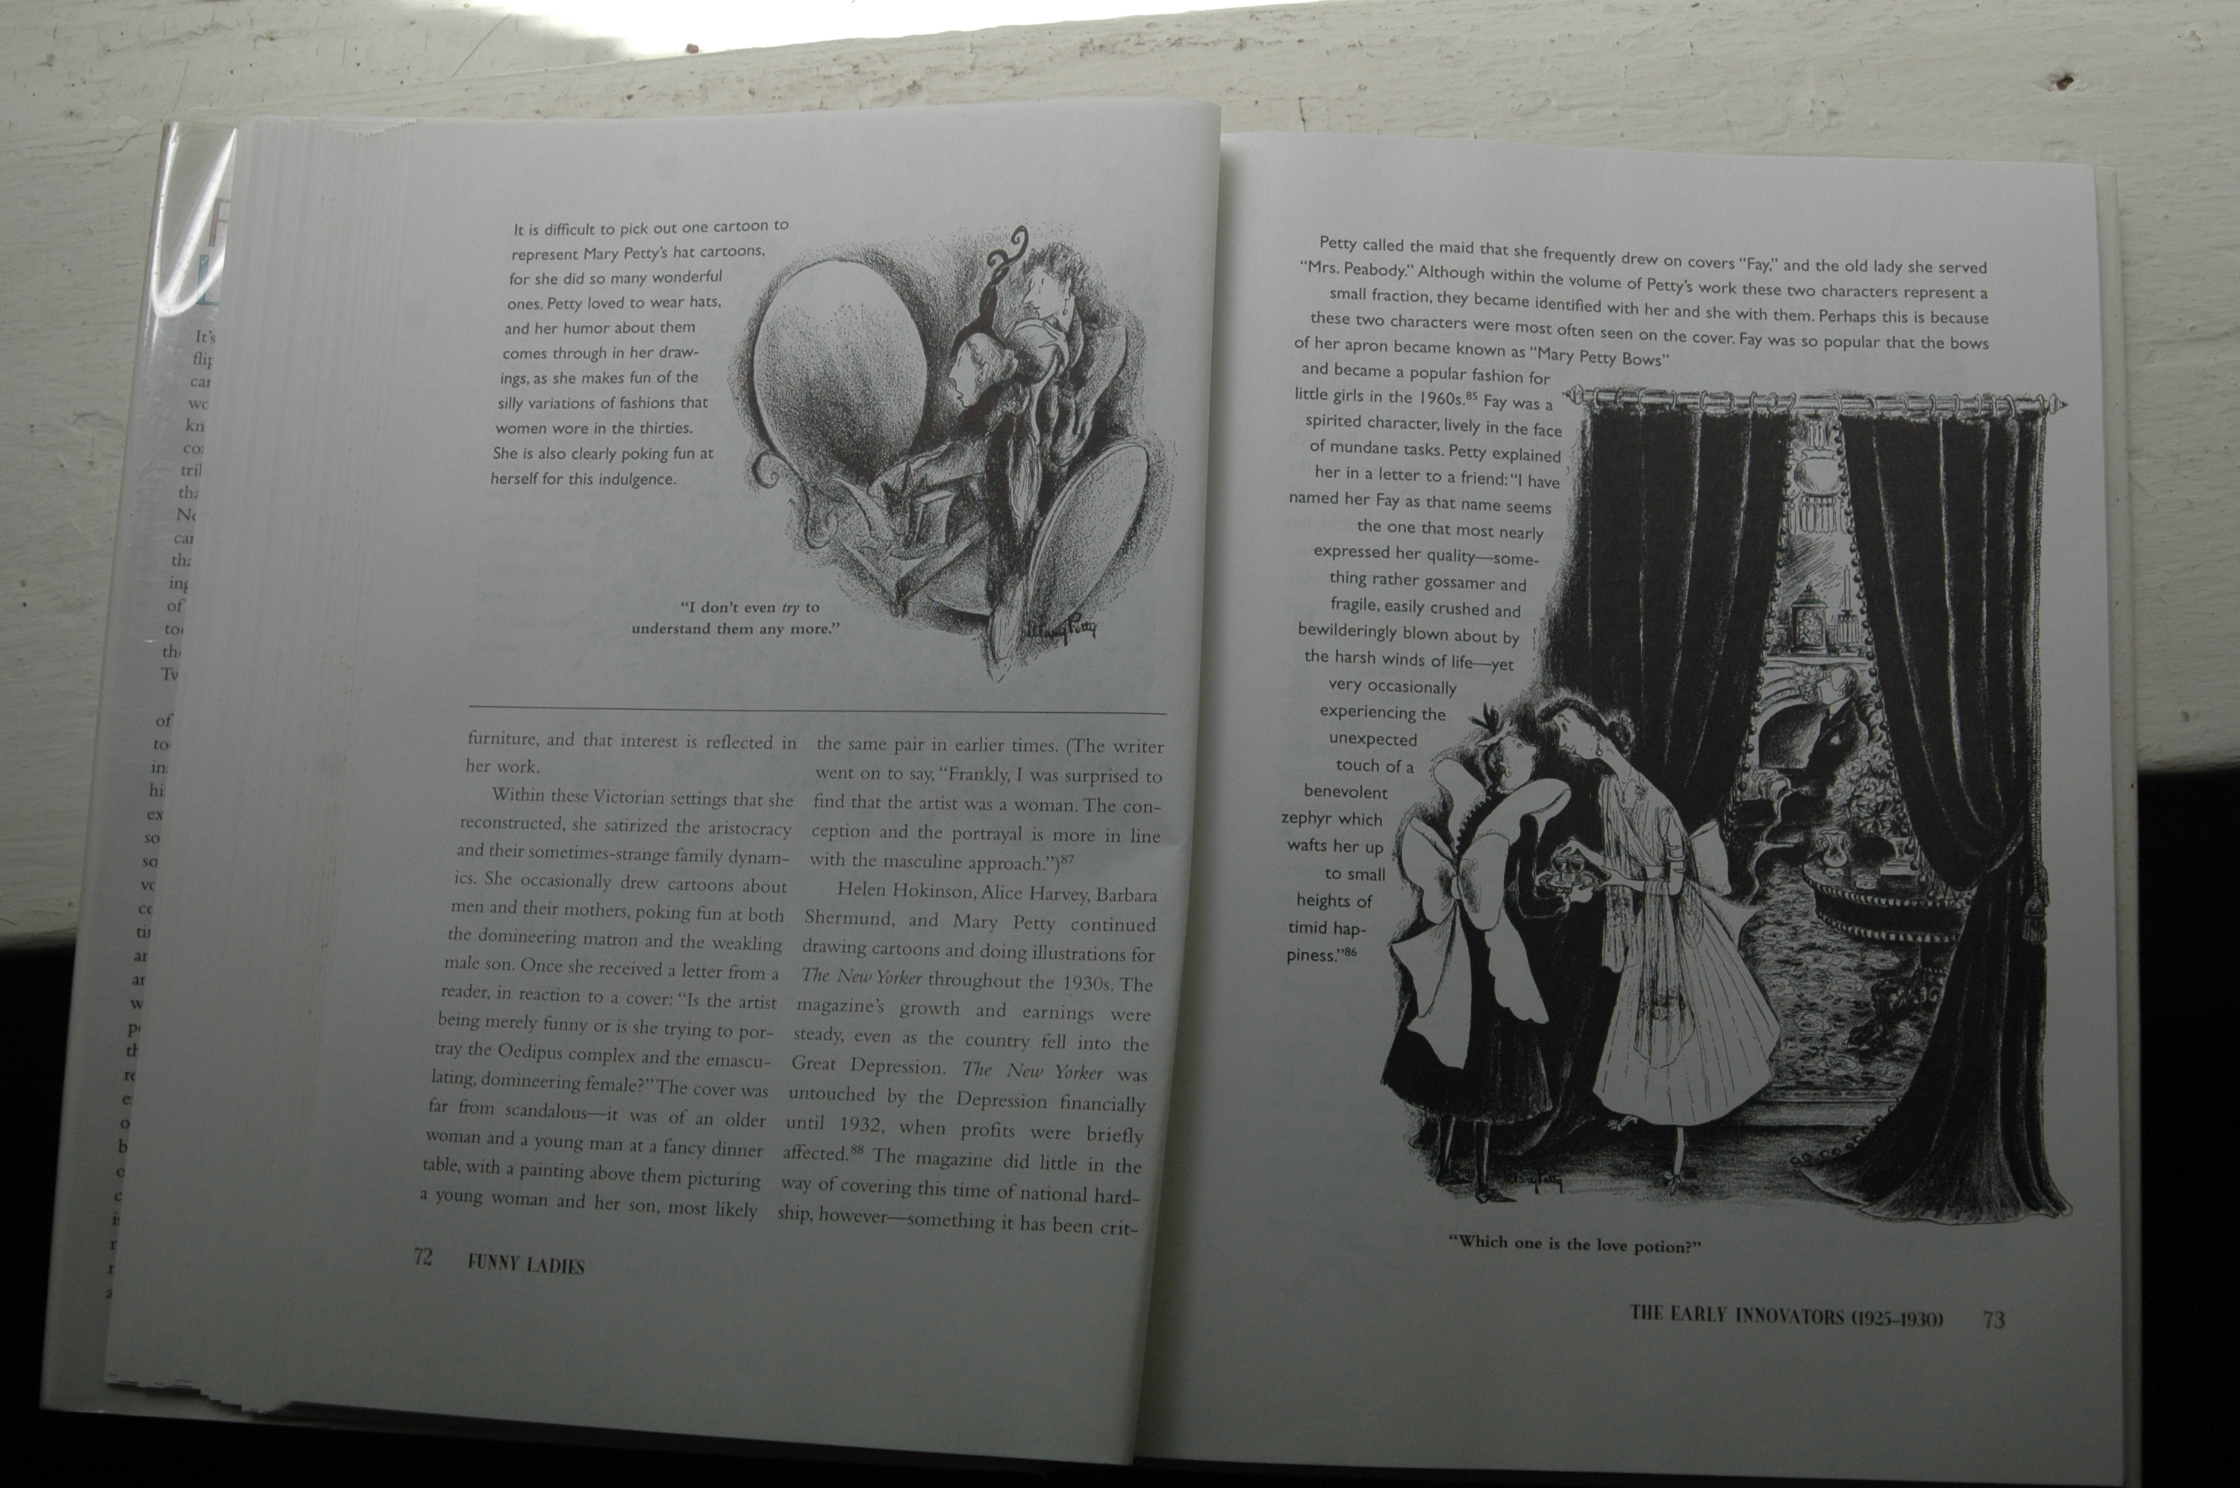 It's
It is difficult to pick out one cartoon to
represent Mary Petty's hat cartoons,
for she did so many wonderful
ones. Petty loved to wear hats,
and her humor about them
comes through in her draw-
ings, as she makes fun of the
silly variations of fashions that
women wore in the thirties.
She is also clearly poking fun at
herself for this indulgence.
Mary Petty
"I don't even try to
understand them any more."
furniture, and that interest is reflected in
her work.
Within these Victorian settings that she
reconstructed, she satirized the aristocracy
and their sometimes-strange family dynam-
ics. She occasionally drew cartoons about
men and their mothers, poking fun at both
the domineering matron and the weakling
male son. Once she received a letter from a
reader, in reaction to a cover: "Is the artist
being merely funny or is she trying to por-
tray the Oedipus complex and the emascu-
lating, domineering female?" The cover was
far from scandalous—it was of an older
woman and a young man at a fancy dinner
table, with a painting above them picturing
a young woman and her son, most likely
the same pair in earlier times. (The writer
went on to say, "Frankly, I was surprised to
find that the artist was a woman. The con-
ception and the portrayal is more in line
with the masculine approach.")87
Helen Hokinson, Alice Harvey, Barbara
Shermund, and Mary Petty continued
drawing cartoons and doing illustrations for
The New Yorker throughout the 1930s. The
magazine's growth and earnings were
steady, even as the country fell into the
Great Depression. The New Yorker was
untouched by the Depression financially
until 1932, when profits were briefly
affected.88 The magazine did little in the
way of covering this time of national hard-
ship, however—something it has been crit-
72 FUNNY LADIES
Petty called the maid that she frequently drew on covers "Fay," and the old lady she served
"Mrs. Peabody." Although within the volume of Petty's work these two characters represent a
small fraction, they became identified with her and she with them. Perhaps this is because
these two characters were most often seen on the cover. Fay was so popular that the bows
of her apron became known as "Mary Petty Bows"
and became a popular fashion for
little girls in the 1960s.85 Fay was a
spirited character, lively in the face
of mundane tasks. Petty explained
her in a letter to a friend: "I have
named her Fay as that name seems
the one that most nearly
expressed her quality—some-
thing rather gossamer and
fragile, easily crushed and
bewilderingly blown about by
the harsh winds of life—yet
very occasionally
experiencing the
unexpected
touch of a
benevolent
zephyr which
wafts her up
to small
heights of
timid hap-
piness."86
Mary Petty
"Which one is the love potion?"
THE EARLY INNOVATORS (1925–1930) 73